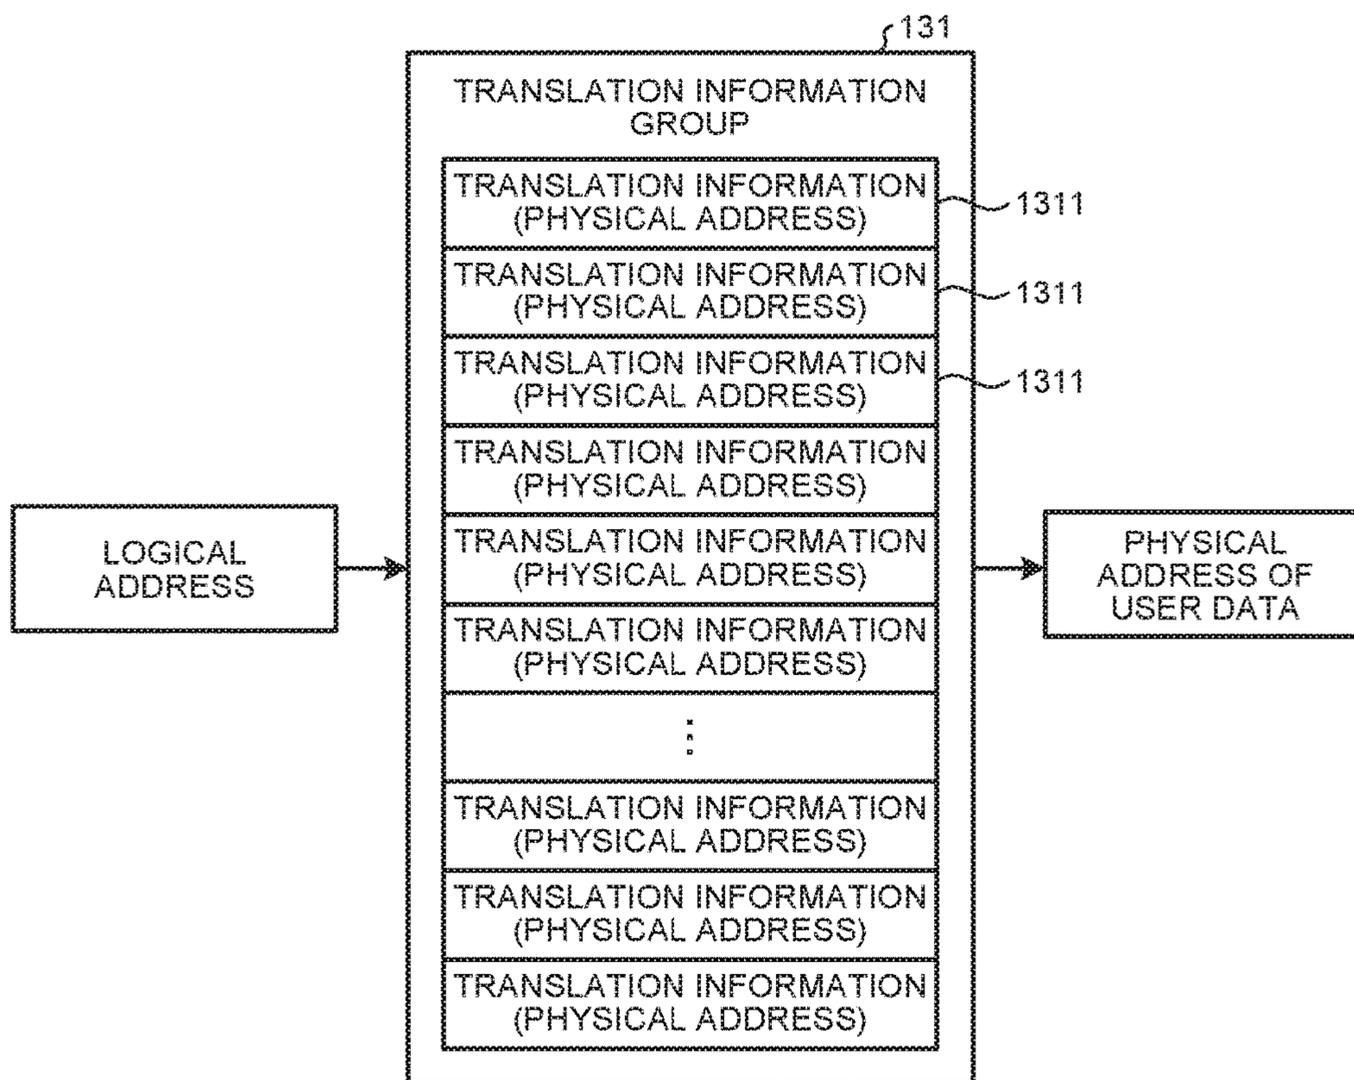 131
TRANSLATION INFORMATION
GROUP
TRANSLATION INFORMATION
(PHYSICAL ADDRESS)
1311
TRANSLATION INFORMATION
(PHYSICAL ADDRESS)
1311
TRANSLATION INFORMATION
(PHYSICAL ADDRESS)
1311
TRANSLATION INFORMATION
(PHYSICAL ADDRESS)
LOGICAL
ADDRESS
TRANSLATION INFORMATION
(PHYSICAL ADDRESS)
PHYSICAL
ADDRESS OF
USER DATA
TRANSLATION INFORMATION
(PHYSICAL ADDRESS)
⋮
TRANSLATION INFORMATION
(PHYSICAL ADDRESS)
TRANSLATION INFORMATION
(PHYSICAL ADDRESS)
TRANSLATION INFORMATION
(PHYSICAL ADDRESS)